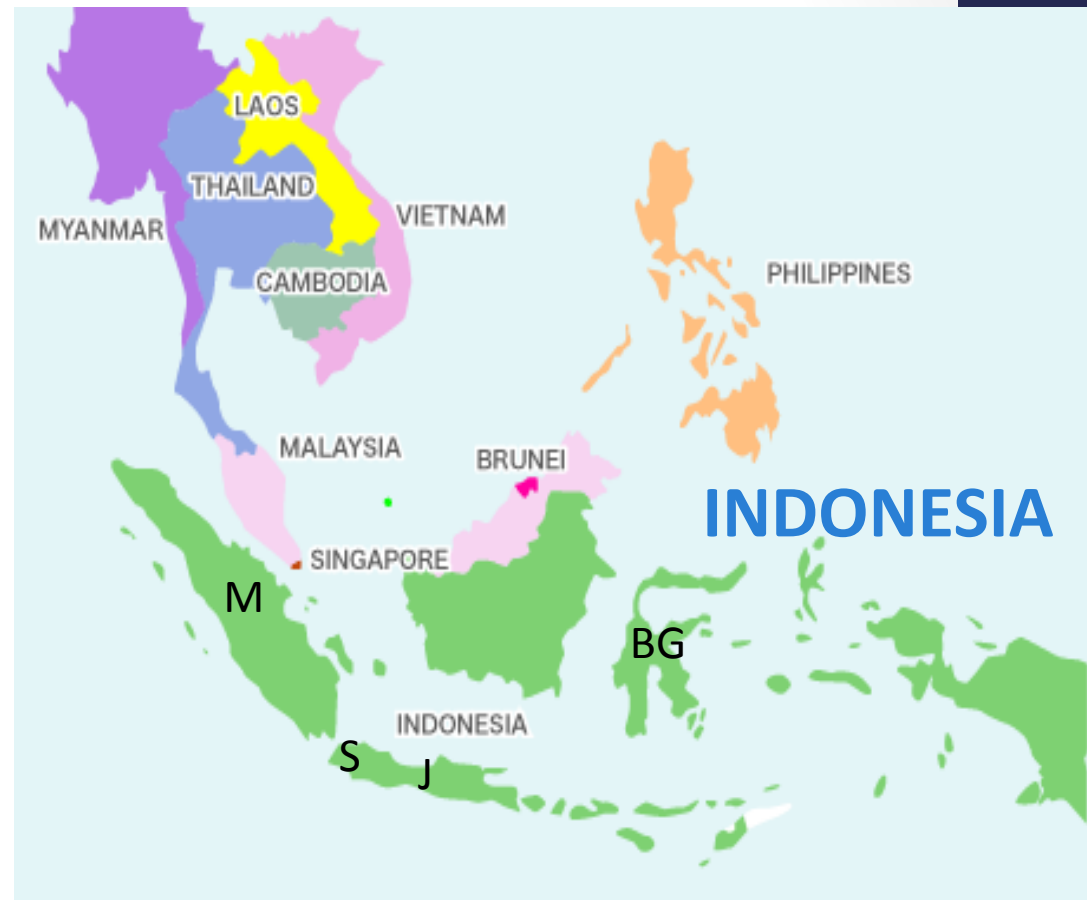 LAOS
THAILAND
MYANMAR
VIETNAM
CAMBODIA
PHILIPPINES
MALAYSIA
BRUNEI
INDONESIA
SINGAPORE
M
BG
INDONESIA
S
J